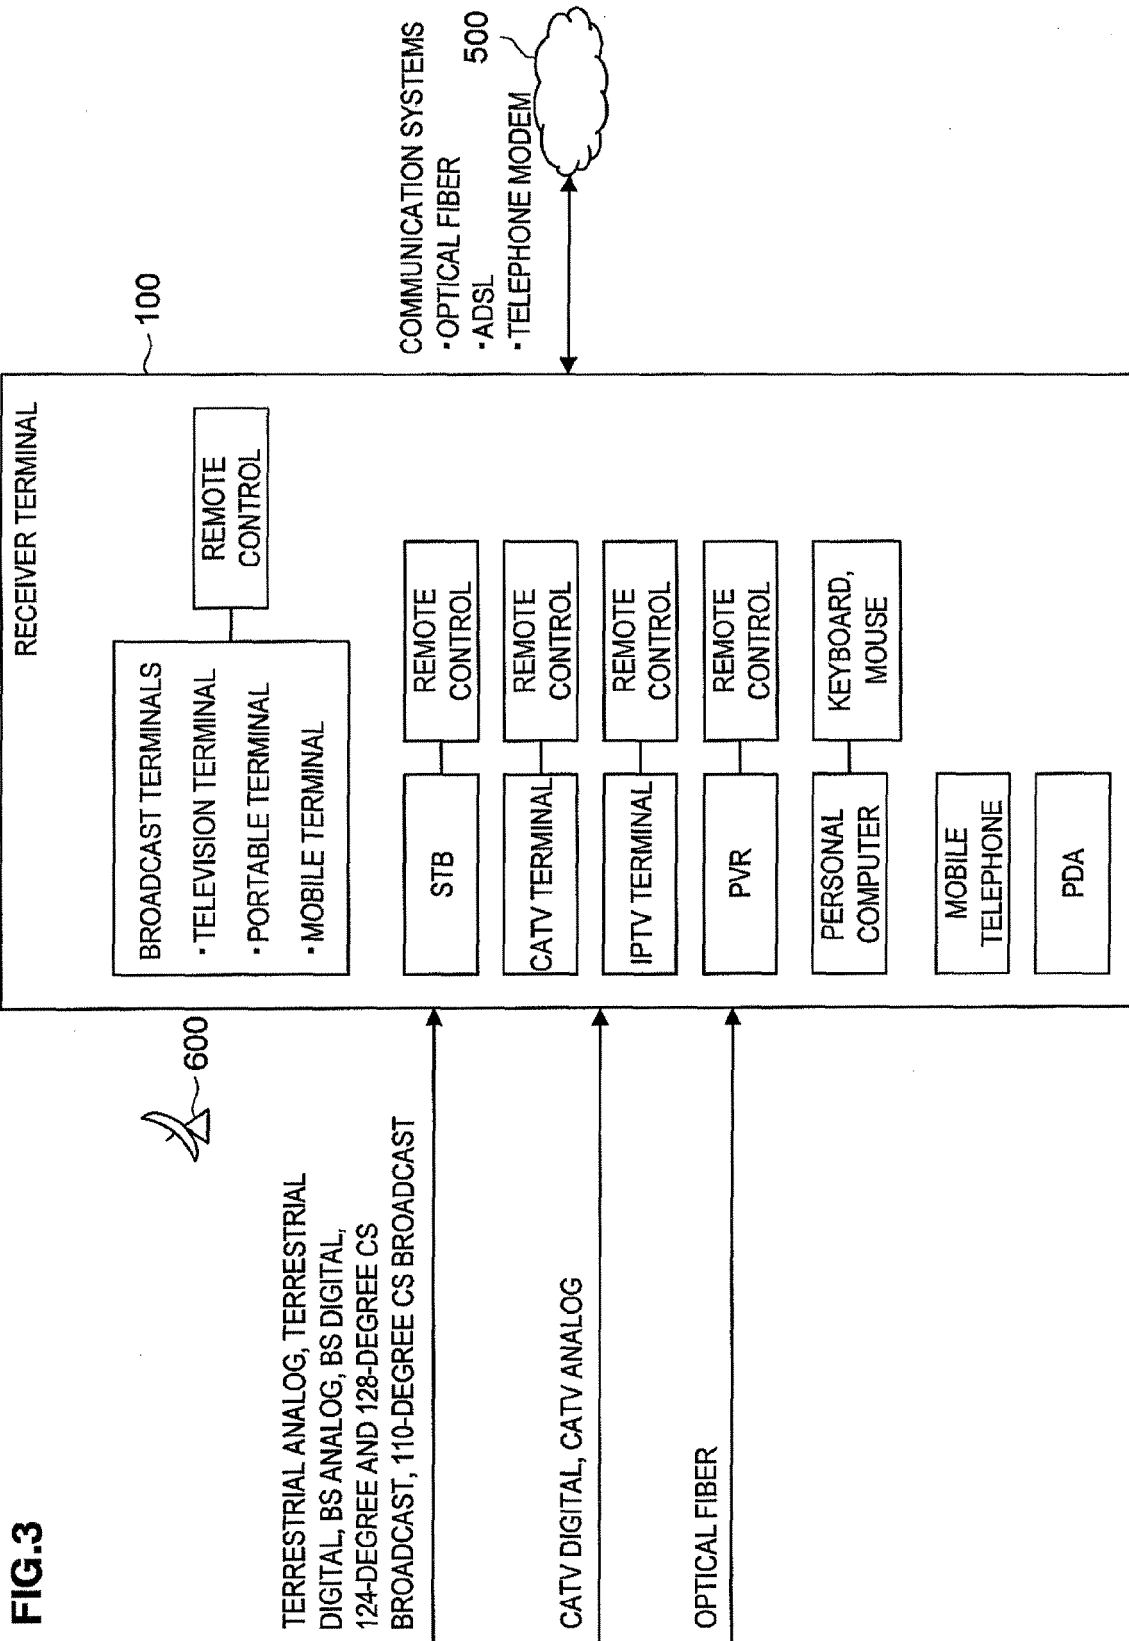 FIG.3
TERRESTRIAL ANALOG, TERRESTRIAL
DIGITAL, BS ANALOG, BS DIGITAL,
124-DEGREE AND 128-DEGREE CS
BROADCAST, 110-DEGREE CS BROADCAST
600
CATV DIGITAL, CATV ANALOG
OPTICAL FIBER
RECEIVER TERMINAL
100
BROADCAST TERMINALS
·TELEVISION TERMINAL
·PORTABLE TERMINAL
·MOBILE TERMINAL
REMOTE
CONTROL
STB
REMOTE
CONTROL
CATV TERMINAL
REMOTE
CONTROL
IPTV TERMINAL
REMOTE
CONTROL
PVR
REMOTE
CONTROL
PERSONAL
COMPUTER
KEYBOARD,
MOUSE
MOBILE
TELEPHONE
PDA
COMMUNICATION SYSTEMS
·OPTICAL FIBER
·ADSL
·TELEPHONE MODEM
500